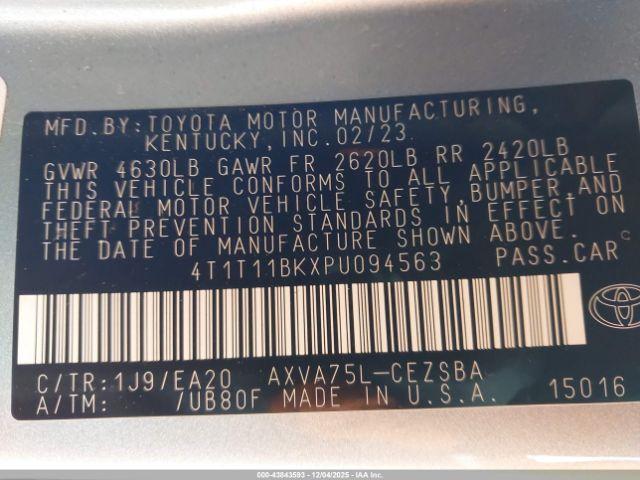 MFD.BY:TOYOTA MOTOR MANUFACTURING,
KENTUCKY,INC.02/23
GVWR 4630LB GAWR FR 2620LB RR 2420LB
THIS VEHICLE CONFORMS TO ALL APPLICABLE
FEDERAL MOTOR VEHICLE SAFETY,BUMPER,AND
THEFT PREVENTION STANDARDS IN EFFECT ON
THE DATE OF MANUFACTURE SHOWN ABOVE.
4T1T11BKXPU094563 PASS.CAR
C/TR:1J9/EA20 AXVA75L-CEZSBA
A/TM: /UB80F MADE IN U.S.A. 15016
000-43843593 - 12/04/2025 - IAA Inc.